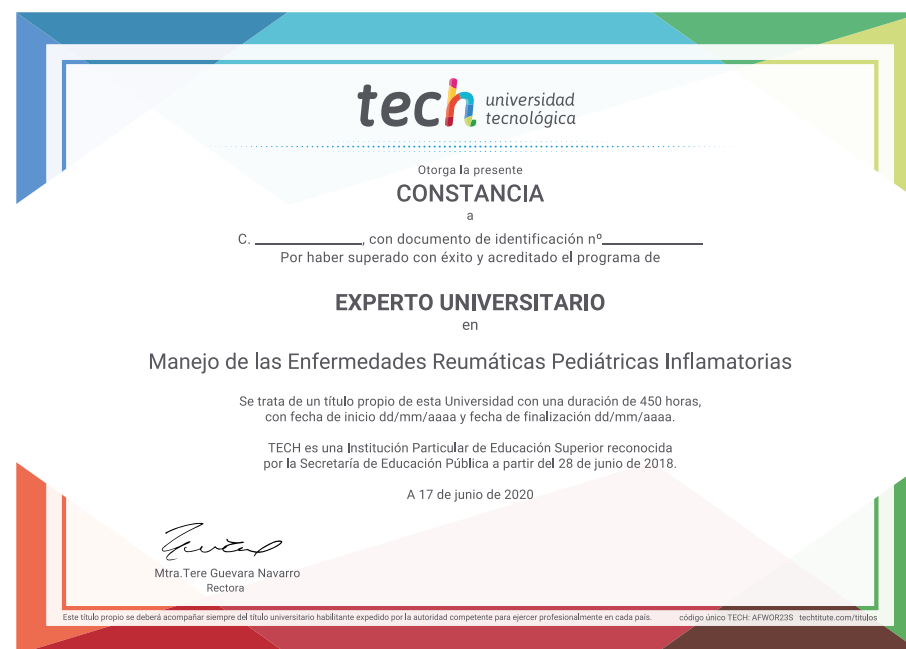 tech universidad
tecnológica
Otorga la presente
CONSTANCIA
a
C. ____________, con documento de identificación nº____________
Por haber superado con éxito y acreditado el programa de
EXPERTO UNIVERSITARIO
en
Manejo de las Enfermedades Reumáticas Pediátricas Inflamatorias
Se trata de un título propio de esta Universidad con una duración de 450 horas,
con fecha de inicio dd/mm/aaaa y fecha de finalización dd/mm/aaaa.
TECH es una Institución Particular de Educación Superior reconocida
por la Secretaría de Educación Pública a partir del 28 de junio de 2018.
A 17 de junio de 2020
Mtra.Tere Guevara Navarro
Rectora
Este título propio se deberá acompañar siempre del título universitario habilitante expedido por la autoridad competente para ejercer profesionalmente en cada país. código único TECH: AFWOR23S techtitute.com/titulos